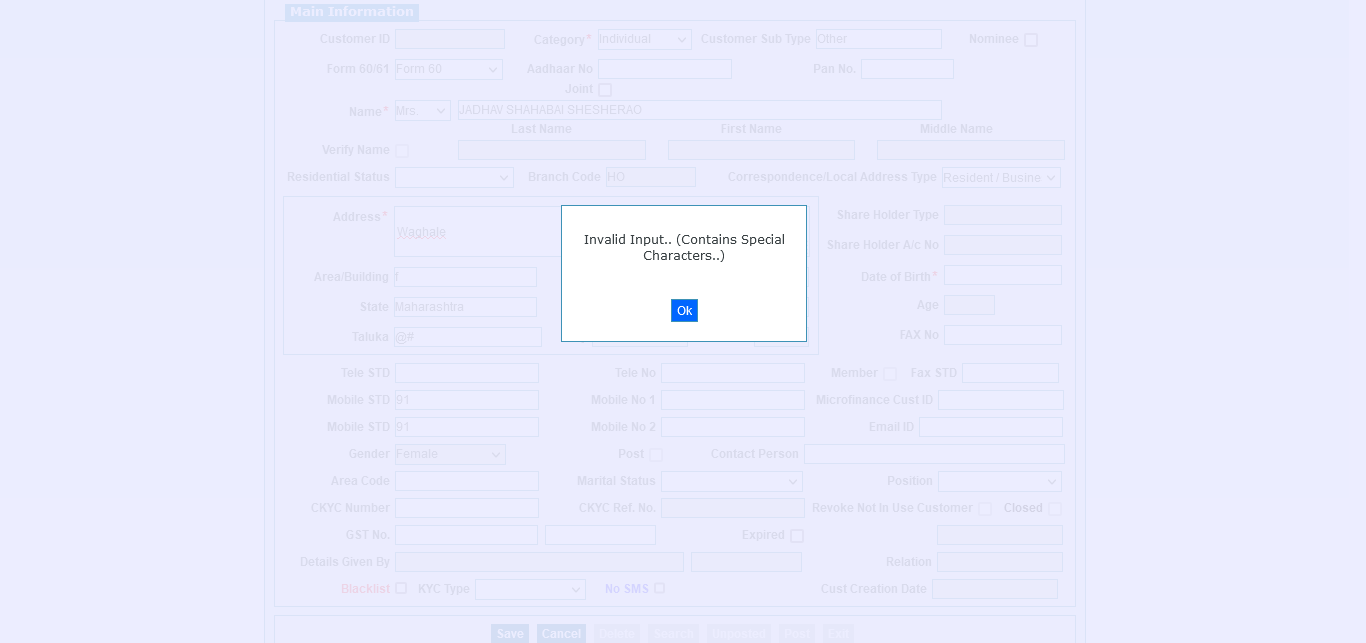 Main Information
Customer ID Category* Individual Customer Sub Type Other Nominee
Form 60/61 Form 60 Aadhaar No Pan No.
Joint
Name* Mrs. JADHAV SHAHABAI SHESHERAO
Last Name First Name Middle Name
Verify Name
Residential Status Branch Code HO Correspondence/Local Address Type Resident / Busine
Address* Share Holder Type
Waghale
Share Holder A/c No
Invalid Input.. (Contains Special
Characters..)
Area/Building f Date of Birth*
State Maharashtra Age
Ok
Taluka @# FAX No
Tele STD Tele No Member Fax STD
Mobile STD 91 Mobile No 1 Microfinance Cust ID
Mobile STD 91 Mobile No 2 Email ID
Gender Female Post Contact Person
Area Code Marital Status Position
CKYC Number CKYC Ref. No. Revoke Not In Use Customer Closed
GST No. Expired
Details Given By Relation
Blacklist KYC Type No SMS Cust Creation Date
Save Cancel Delete Search Unposted Post Exit